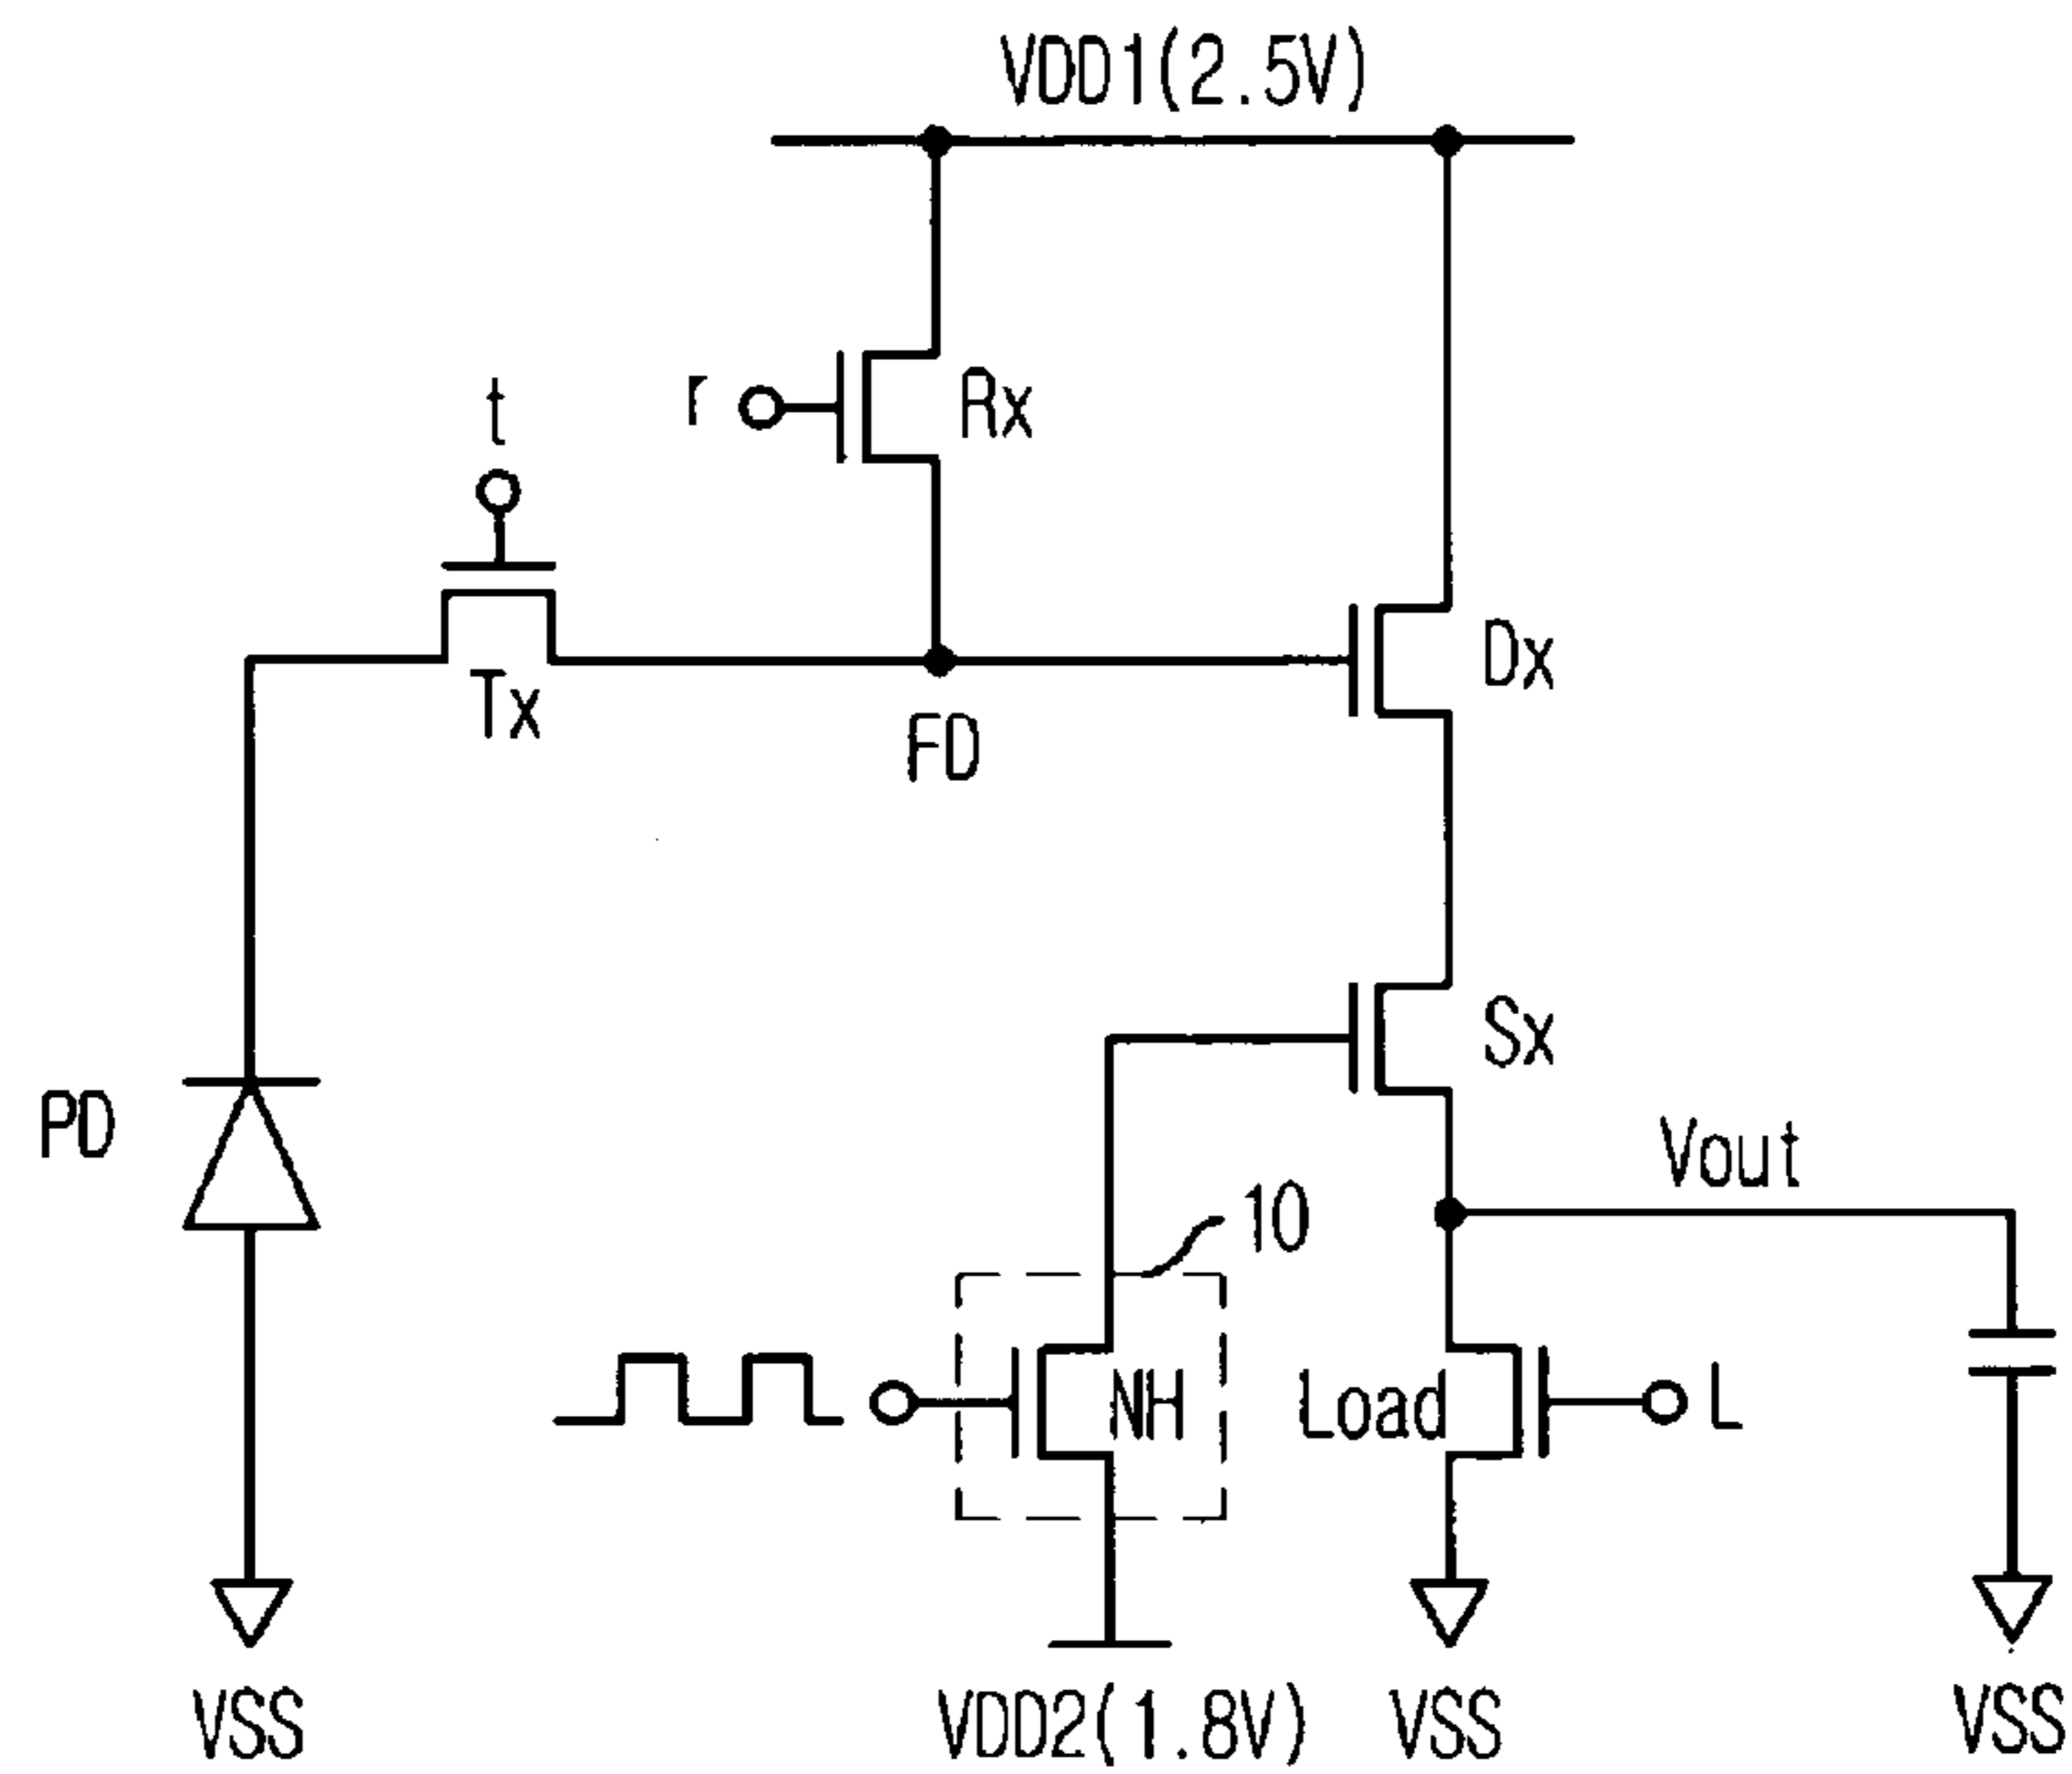 VDD1(2.5V)
r
Rx
t
Tx
FD
Dx
Sx
PD
Vout
10
NH
Load
L
VSS
VDD2(1.8V)
VSS
VSS